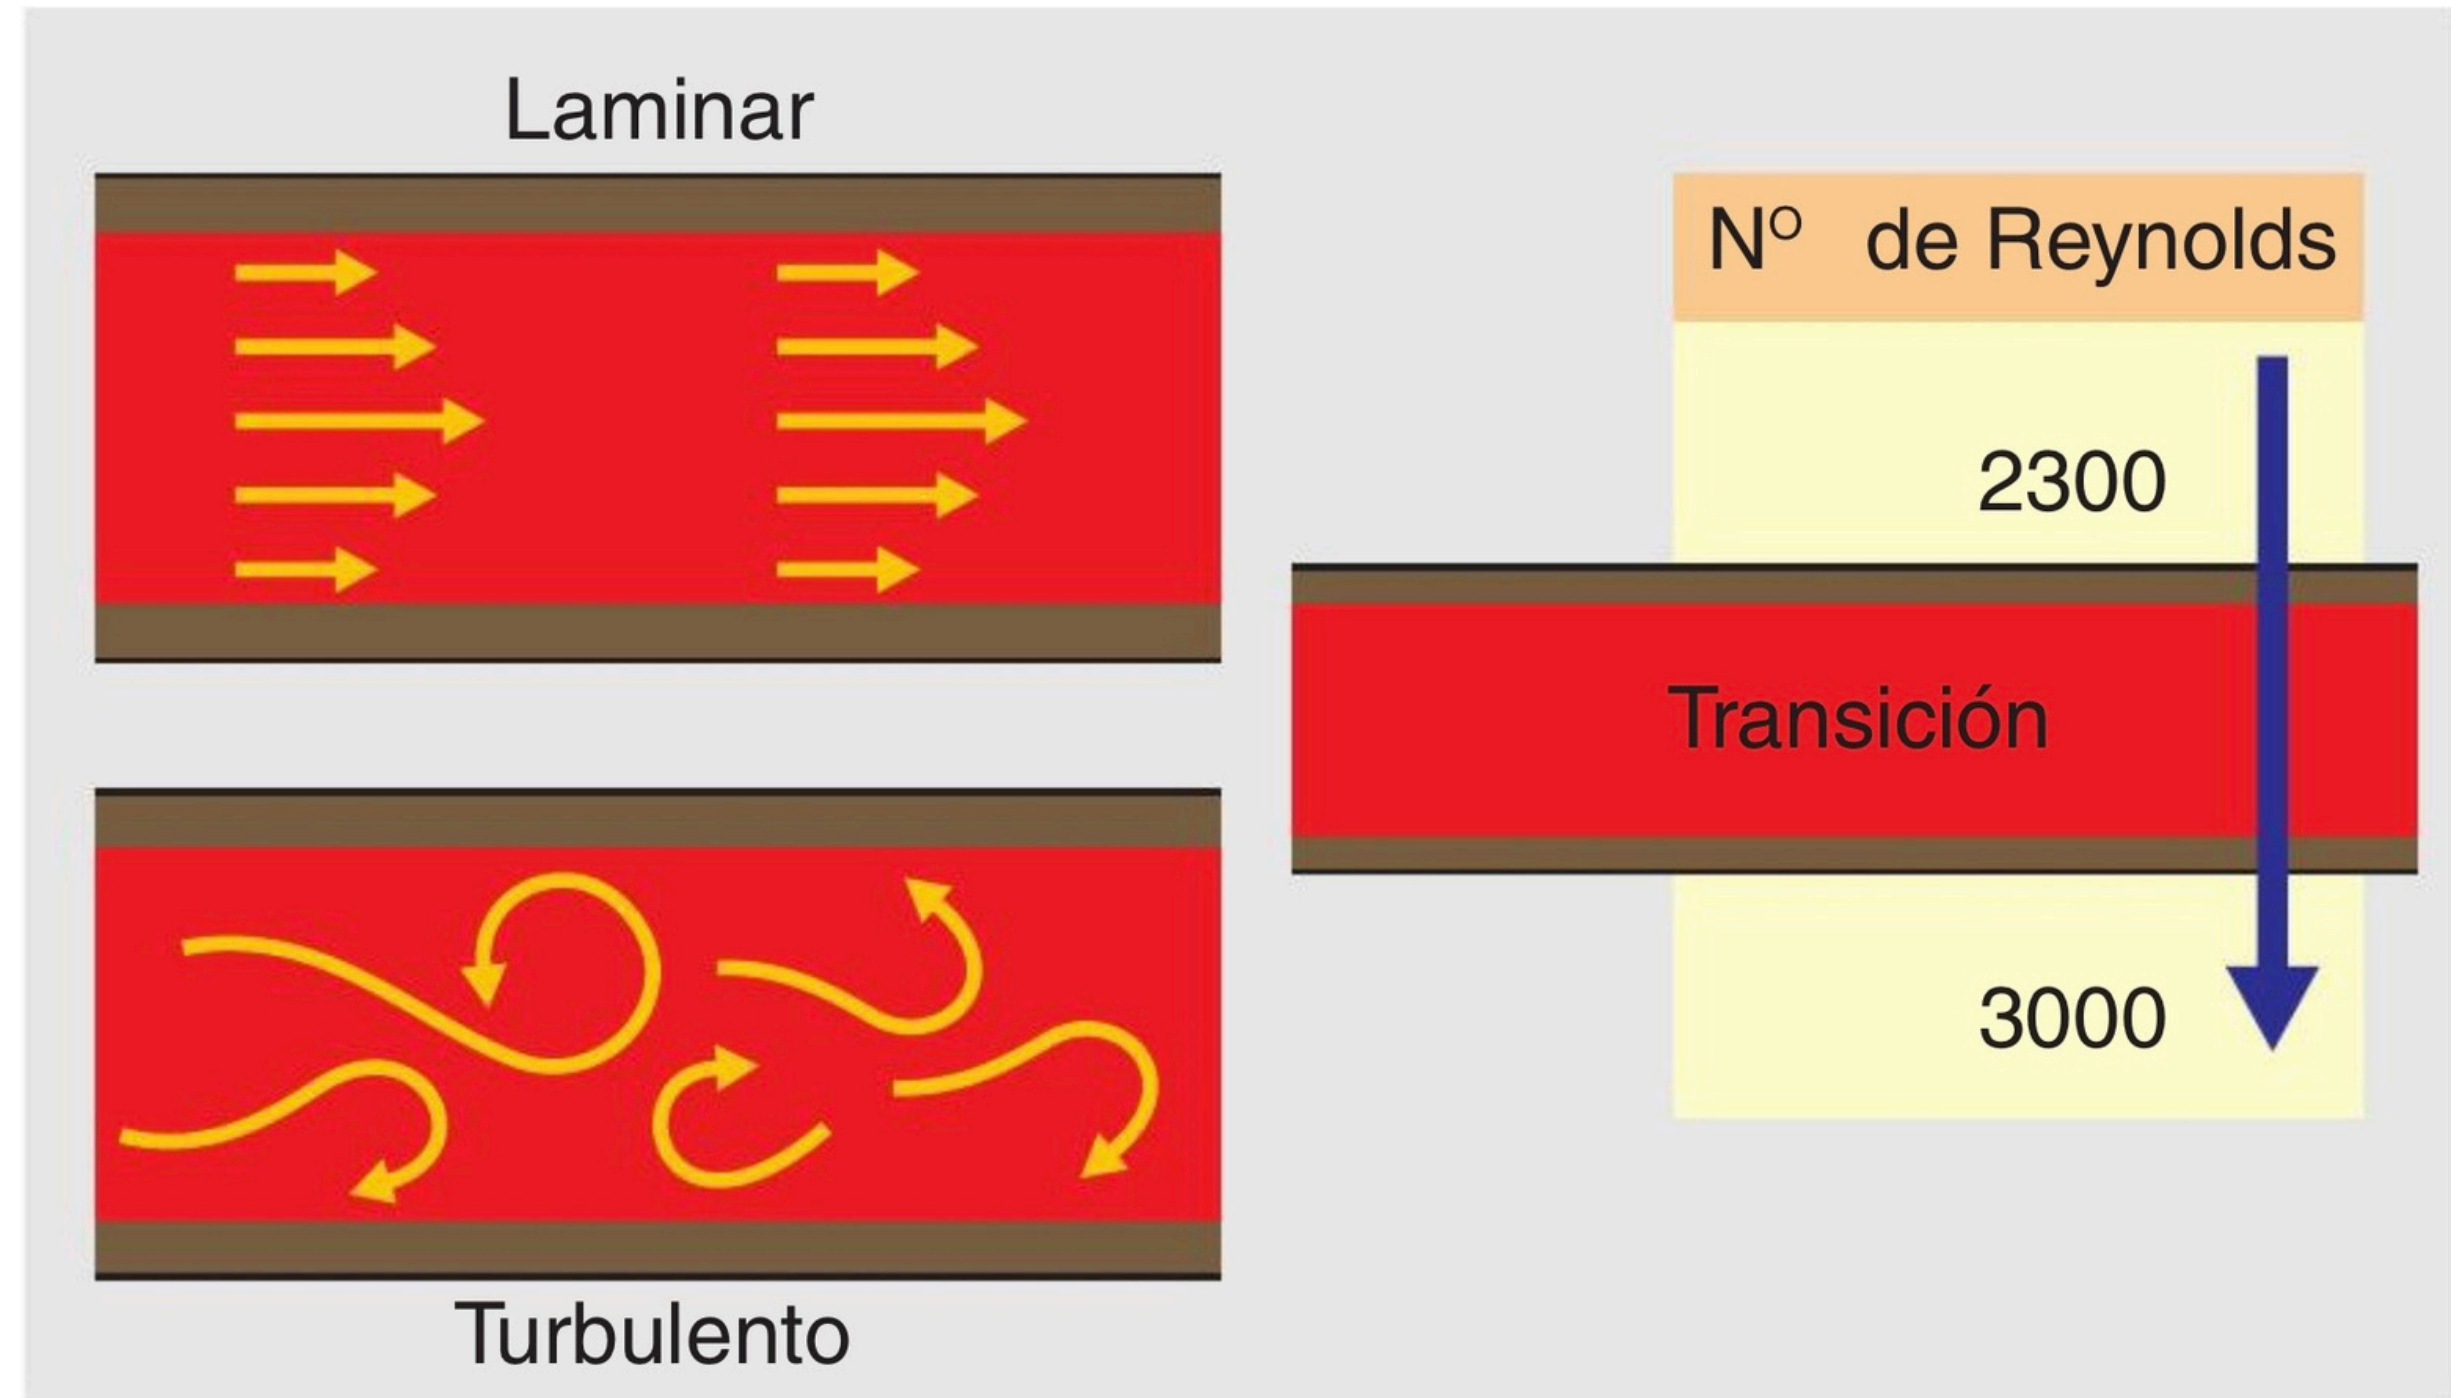 Laminar
Nº de Reynolds
2300
Transición
3000
Turbulento